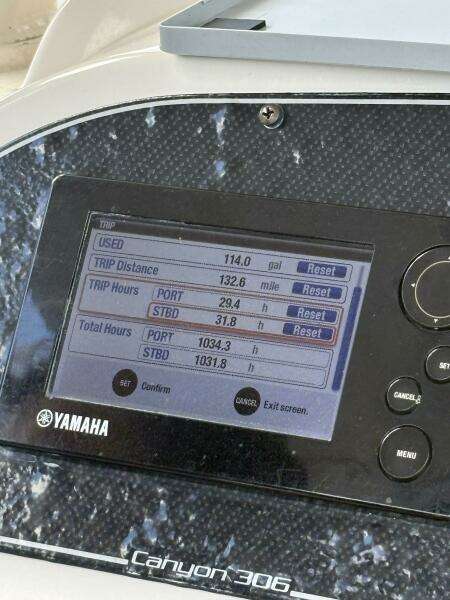 TRIP
USED 114.0 gal Reset
TRIP Distance 132.6 mile Reset
TRIP Hours PORT 29.4 h Reset
STBD 31.8 h Reset
Total Hours PORT 1034.3 h
STBD 1031.8 h
SET Confirm CANCEL Exit screen.
SET
CANCEL
MENU
YAMAHA
Canyon 306